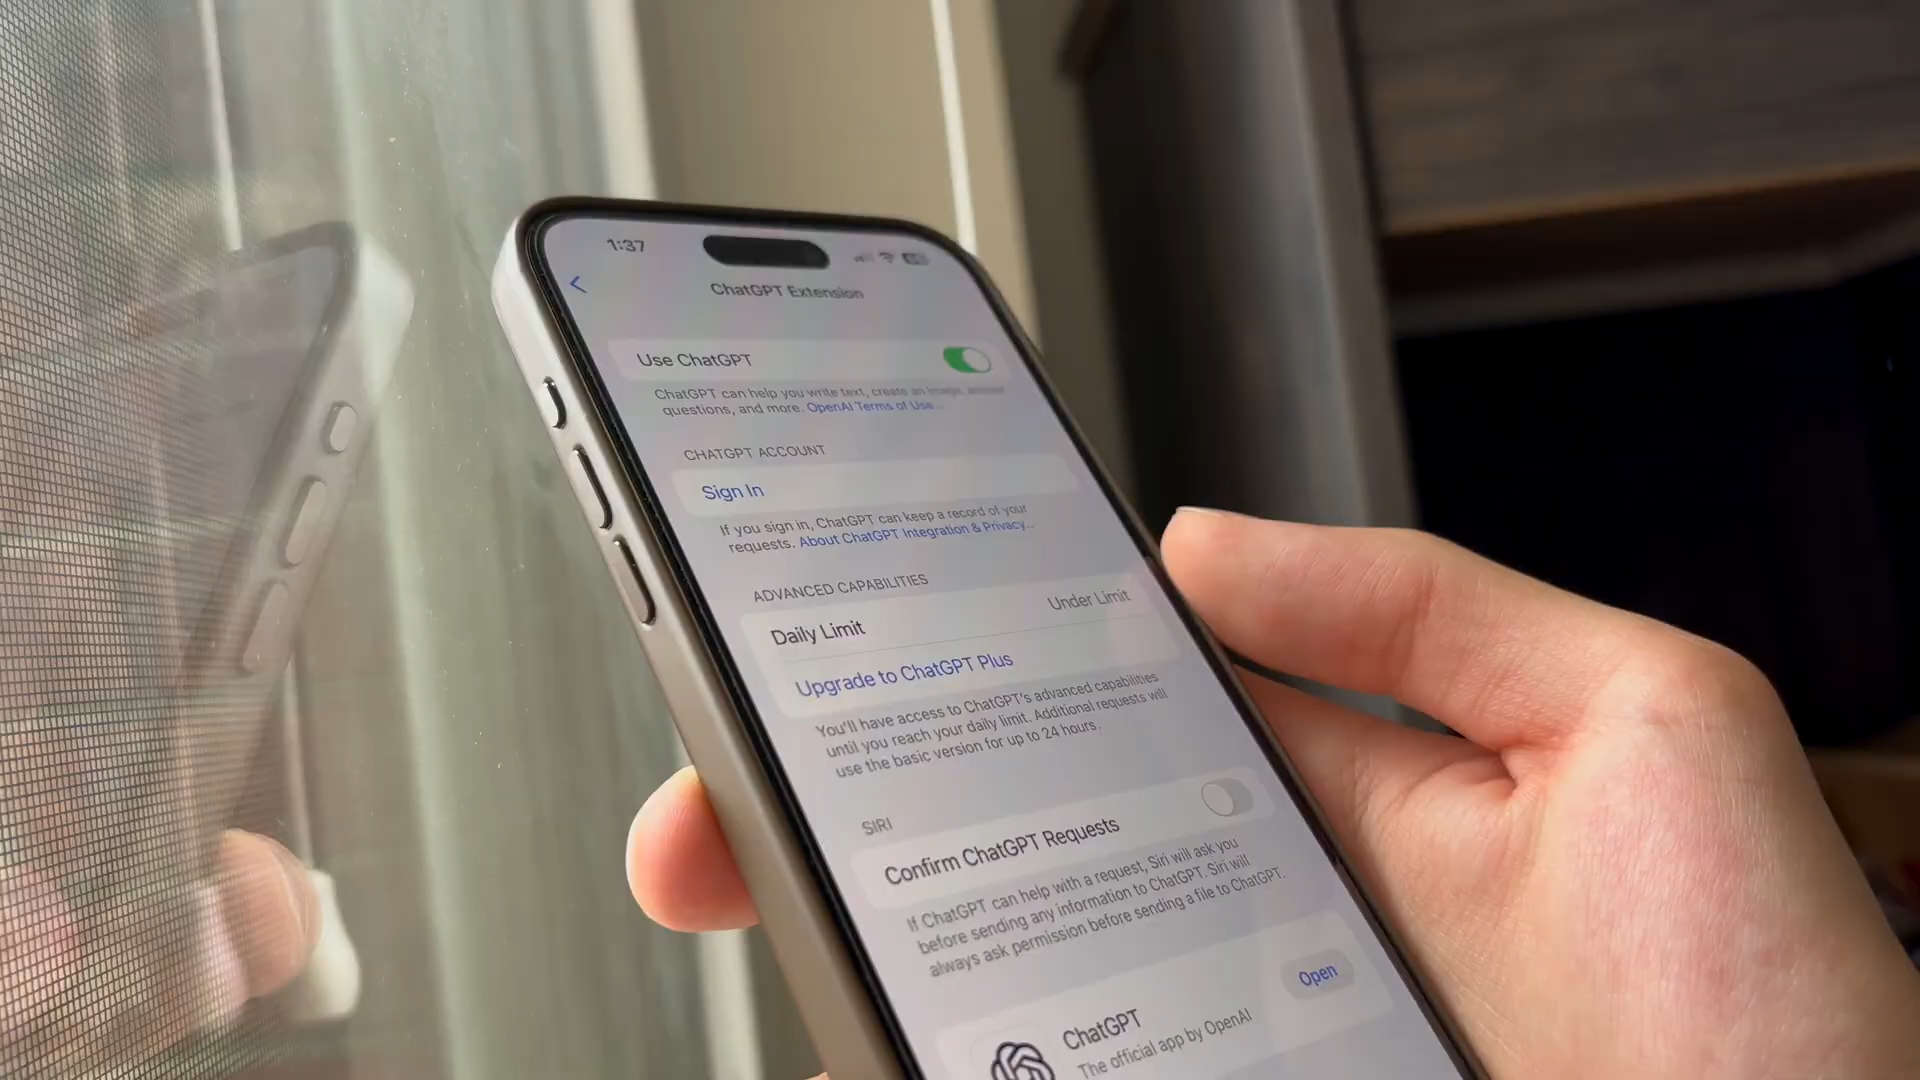 1:37
ChatGPT Extension
Use ChatGPT
ChatGPT can help you write text, create an image, answer
questions, and more. OpenAI Terms of Use...
CHATGPT ACCOUNT
Sign In
If you sign in, ChatGPT can keep a record of your
requests. About ChatGPT Integration & Privacy...
ADVANCED CAPABILITIES
Daily Limit Under Limit
Upgrade to ChatGPT Plus
You'll have access to ChatGPT's advanced capabilities
until you reach your daily limit. Additional requests will
use the basic version for up to 24 hours.
SIRI
Confirm ChatGPT Requests
If ChatGPT can help with a request, Siri will ask you
before sending any information to ChatGPT. Siri will
always ask permission before sending a file to ChatGPT.
ChatGPT
The official app by OpenAI
Open